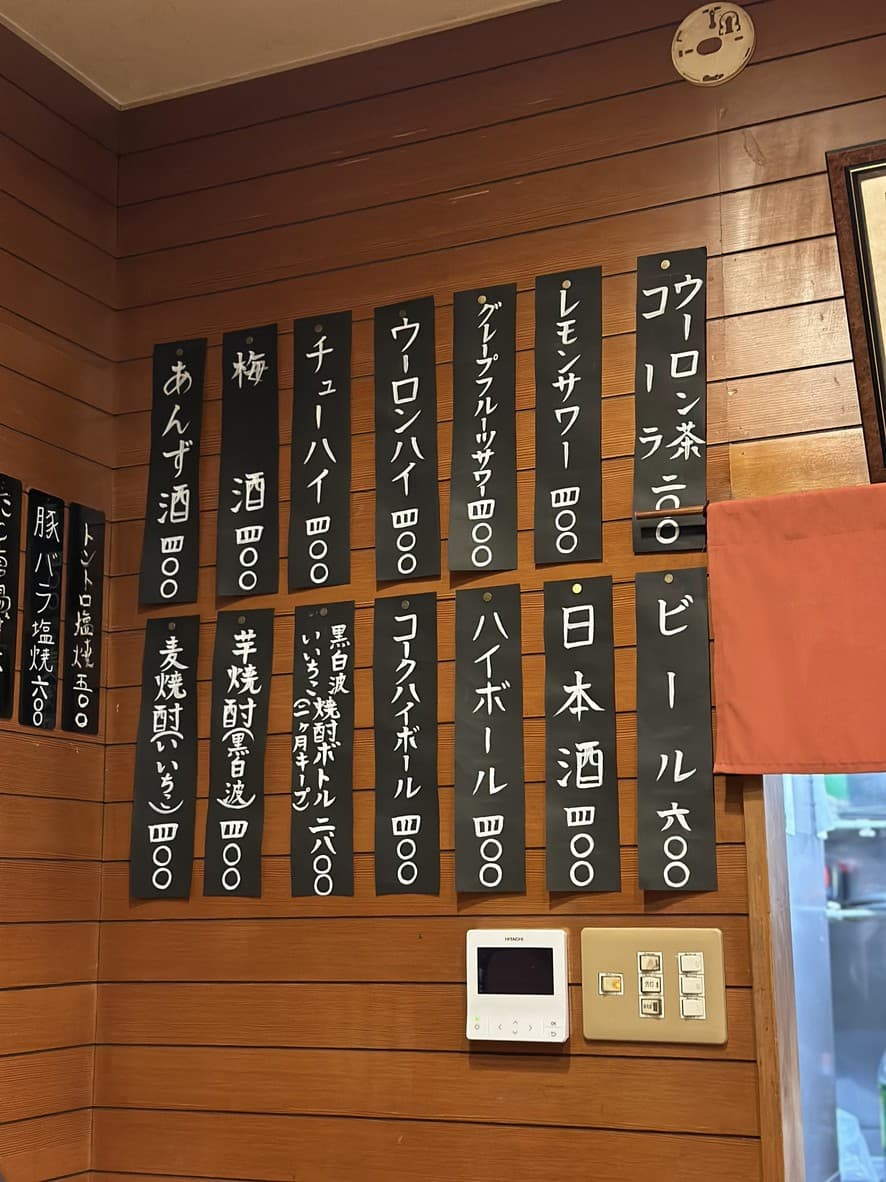 ウーロン茶
コーラ 二〇〇
レモンサワー 四〇〇
グレープフルーツサワー 四〇〇
ウーロンハイ 四〇〇
チューハイ 四〇〇
梅酒 四〇〇
あんず酒 四〇〇
ビール 六〇〇
日本酒 四〇〇
ハイボール 四〇〇
コークハイボール 四〇〇
黒白波焼酎ボトル 二八〇〇
いいちこ(一ヶ月キープ)
芋焼酎(黒白波) 四〇〇
麦焼酎(いいちこ) 四〇〇
トントロ塩焼 五〇〇
豚バラ塩焼 六〇〇
HITACHI